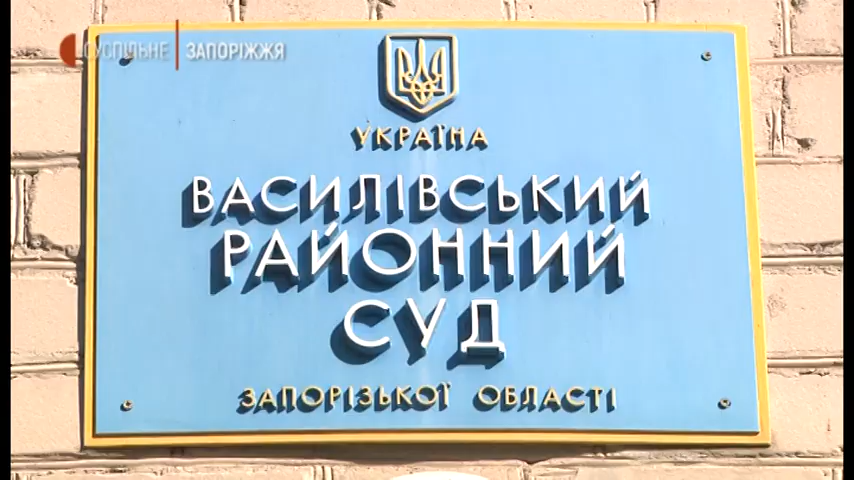 СУСПІЛЬНЕ ЗАПОРІЖЖЯ
УКРАЇНА
ВАСИЛІВСЬКИЙ
РАЙОННИЙ
СУД
ЗАПОРІЗЬКОЇ ОБЛАСТІ